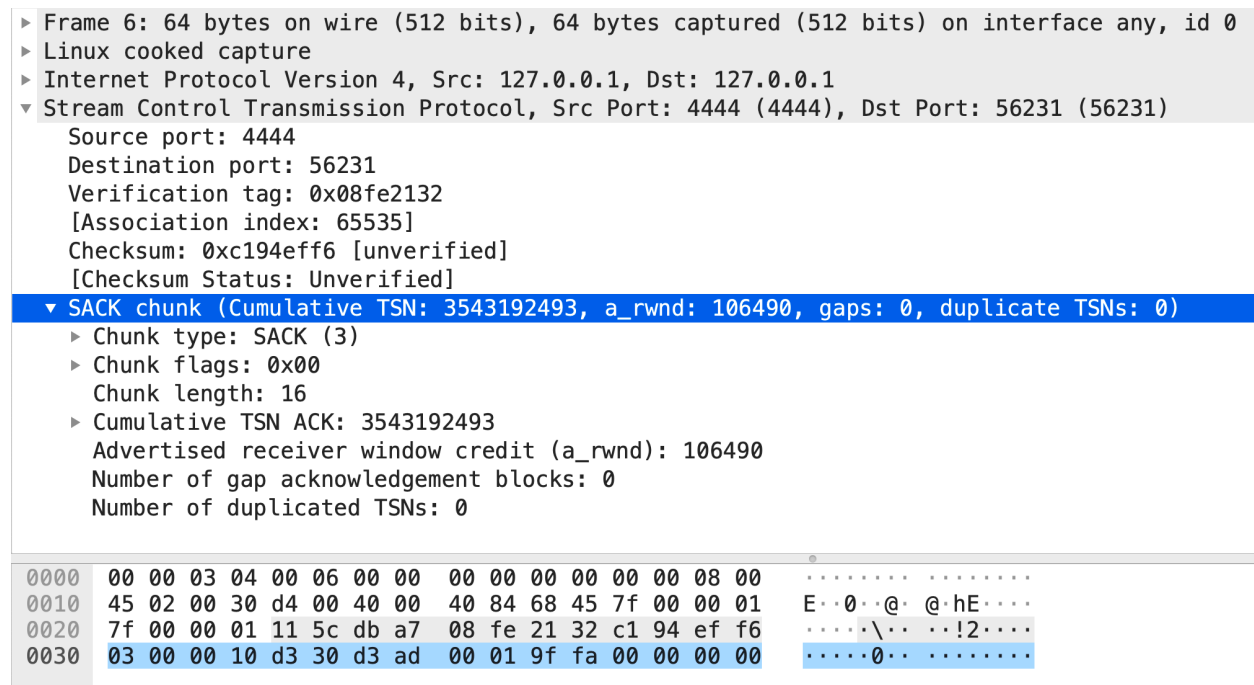 Frame 6: 64 bytes on wire (512 bits), 64 bytes captured (512 bits) on interface any, id 0
Linux cooked capture
Internet Protocol Version 4, Src: 127.0.0.1, Dst: 127.0.0.1
Stream Control Transmission Protocol, Src Port: 4444 (4444), Dst Port: 56231 (56231)
Source port: 4444
Destination port: 56231
Verification tag: 0x08fe2132
[Association index: 65535]
Checksum: 0xc194eff6 [unverified]
[Checksum Status: Unverified]
SACK chunk (Cumulative TSN: 3543192493, a_rwnd: 106490, gaps: 0, duplicate TSNs: 0)
Chunk type: SACK (3)
Chunk flags: 0x00
Chunk length: 16
Cumulative TSN ACK: 3543192493
Advertised receiver window credit (a_rwnd): 106490
Number of gap acknowledgement blocks: 0
Number of duplicated TSNs: 0
0000 00 00 03 04 00 06 00 00 00 00 00 00 00 00 08 00 ········ ········
0010 45 02 00 30 d4 00 40 00 40 84 68 45 7f 00 00 01 E··0··@· @·hE····
0020 7f 00 00 01 11 5c db a7 08 fe 21 32 c1 94 ef f6 ·····\·· ··!2····
0030 03 00 00 10 d3 30 d3 ad 00 01 9f fa 00 00 00 00 ·····0·· ········